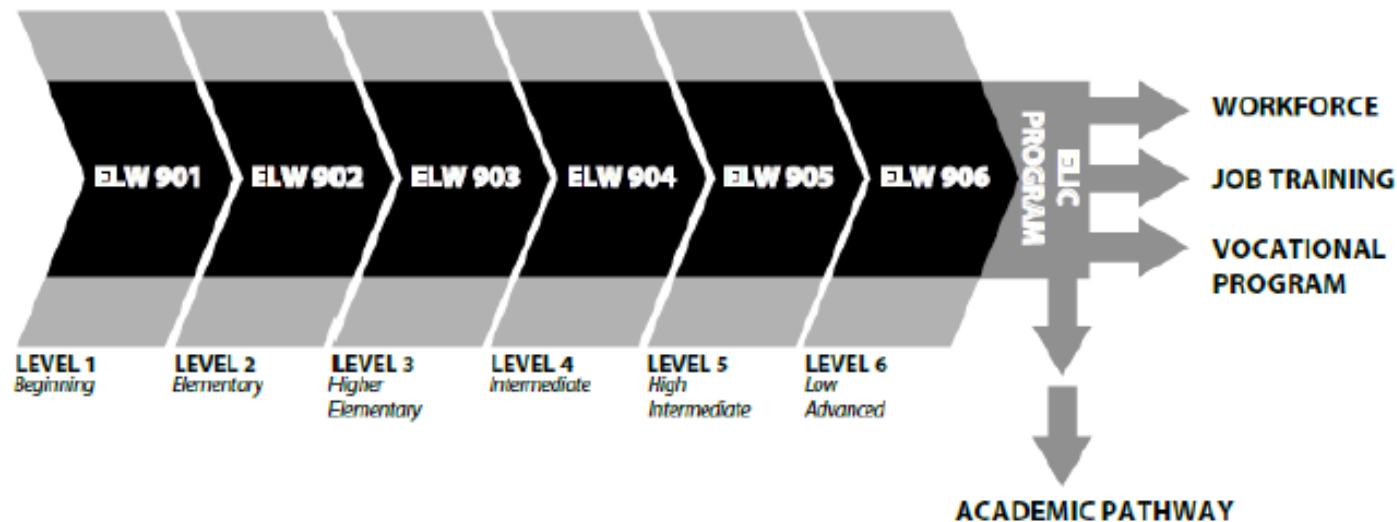 ELW 901
ELW 902
ELW 903
ELW 904
ELW 905
ELW 906
ELIC
PROGRAM
WORKFORCE
JOB TRAINING
VOCATIONAL
PROGRAM
LEVEL 1
Beginning
LEVEL 2
Elementary
LEVEL 3
Higher
Elementary
LEVEL 4
Intermediate
LEVEL 5
High
Intermediate
LEVEL 6
Low
Advanced
ACADEMIC PATHWAY